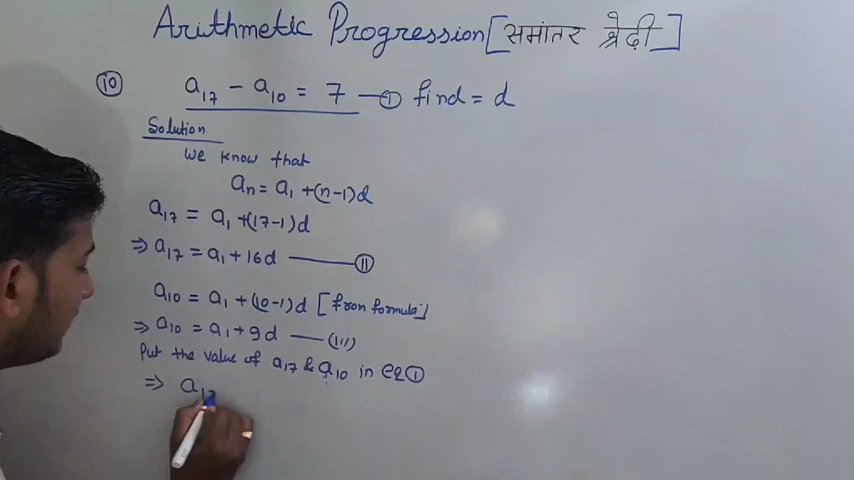 Arithmetic Progression [समांतर श्रेढ़ी]
⑩ a₁₇ - a₁₀ = 7 — Ⓘ find = d
Solution
we know that
aₙ = a₁ + (n-1)d
a₁₇ = a₁ + (17-1)d
⇒ a₁₇ = a₁ + 16d —— (II)
a₁₀ = a₁ + (10-1)d [from formula]
⇒ a₁₀ = a₁ + 9d —— (III)
Put the value of a₁₇ & a₁₀ in eq Ⓘ
⇒ a₁₇